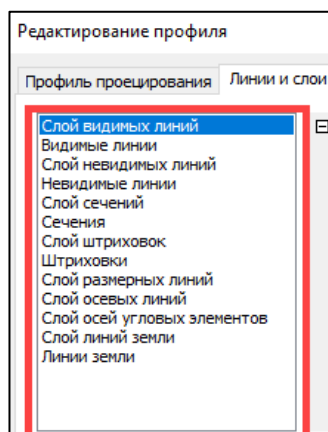 Редактирование профиля
Профиль проецирования Линии и слои
Слой видимых линий
Видимые линии
Слой невидимых линий
Невидимые линии
Слой сечений
Сечения
Слой штриховок
Штриховки
Слой размерных линий
Слой осевых линий
Слой осей угловых элементов
Слой линий земли
Линии земли